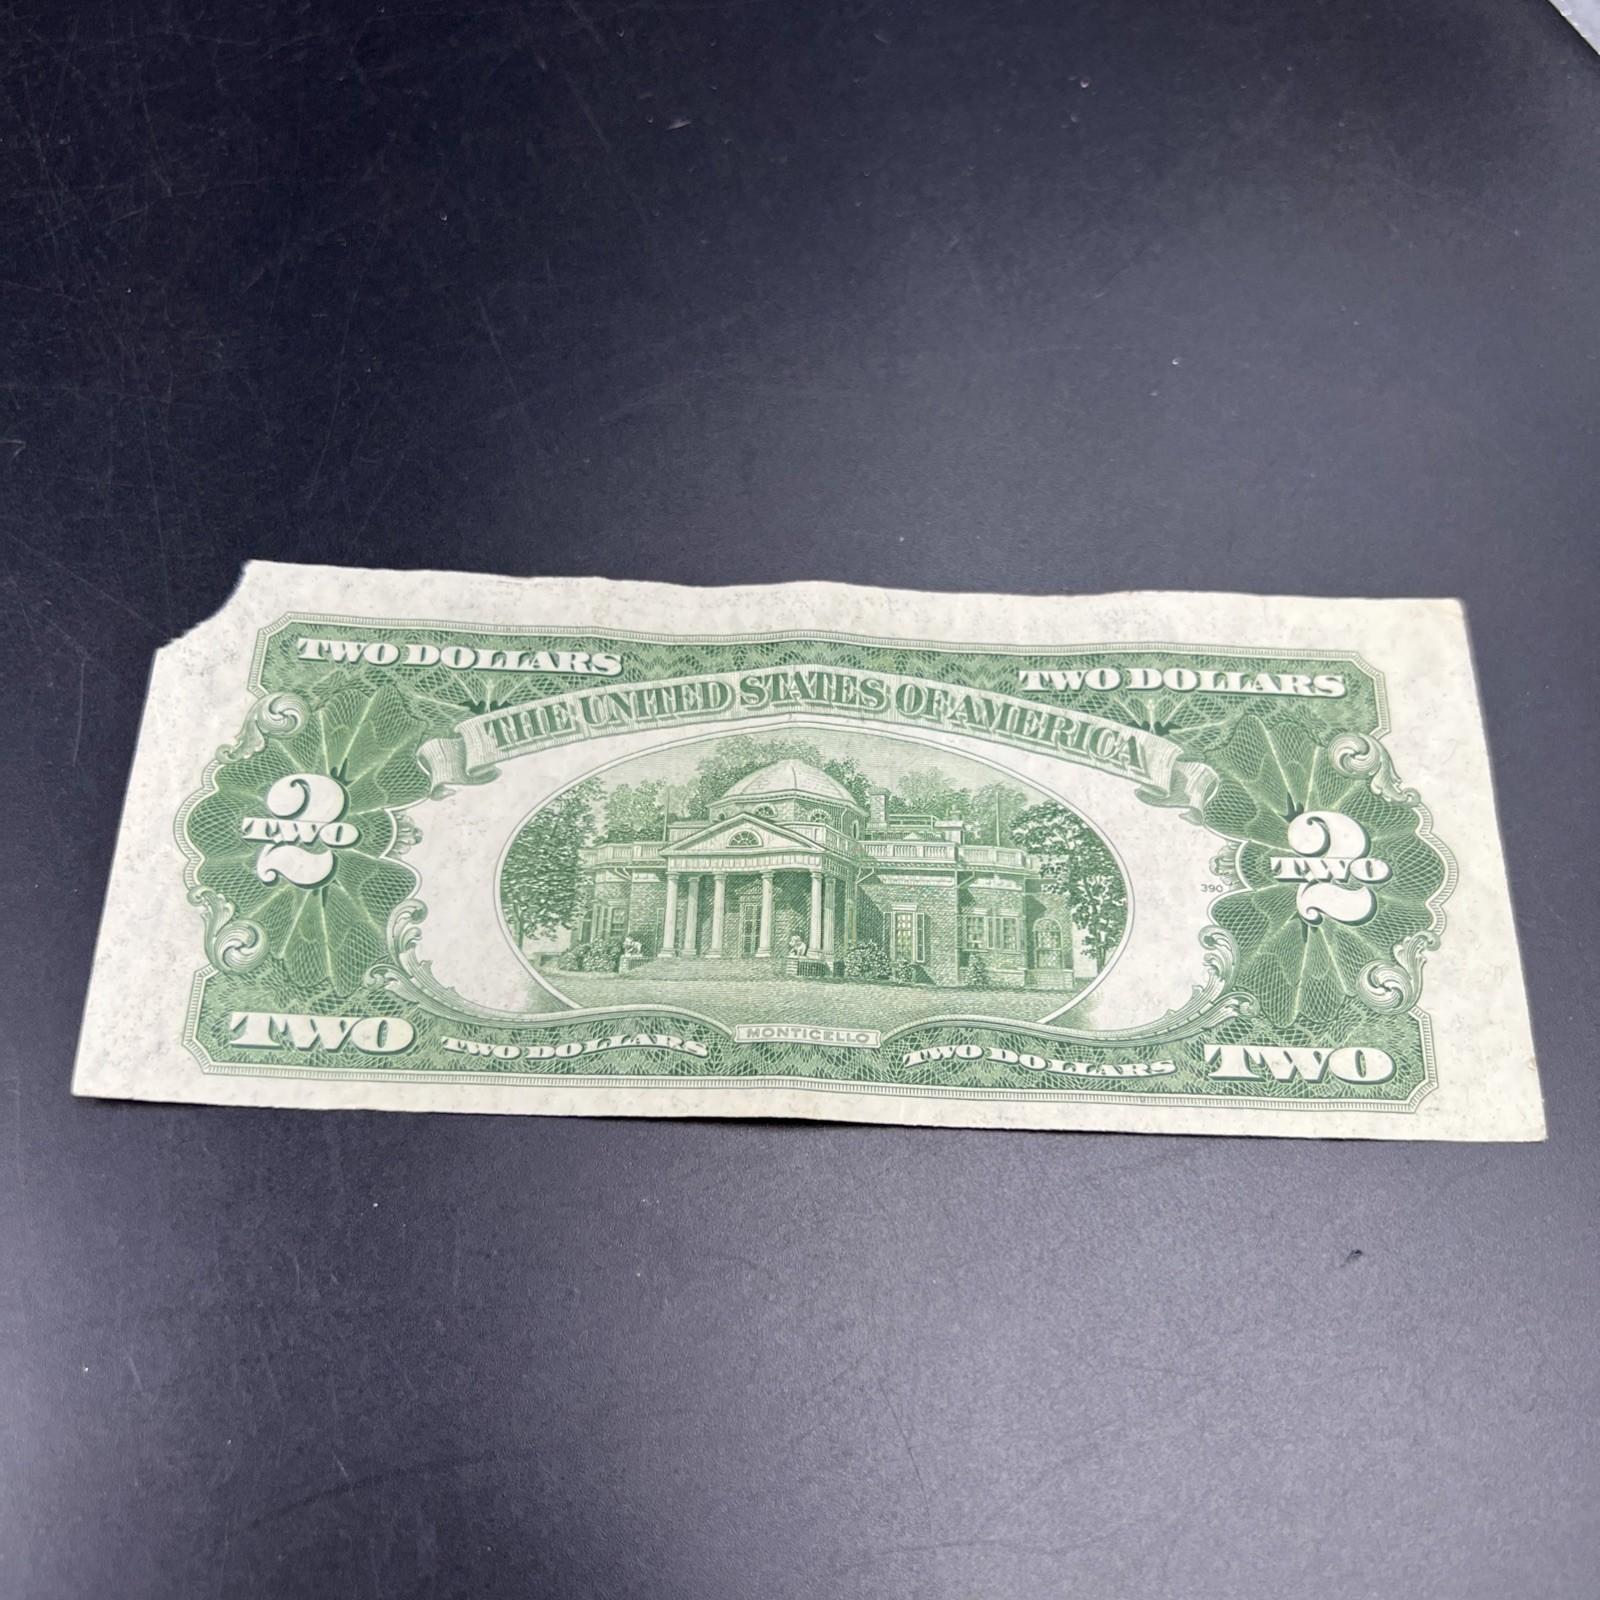 TWO DOLLARS
TWO DOLLARS
THE UNITED STATES OF AMERICA
2
TWO
2
TWO
390
MONTICELLO
TWO
TWO DOLLARS
TWO DOLLARS
TWO